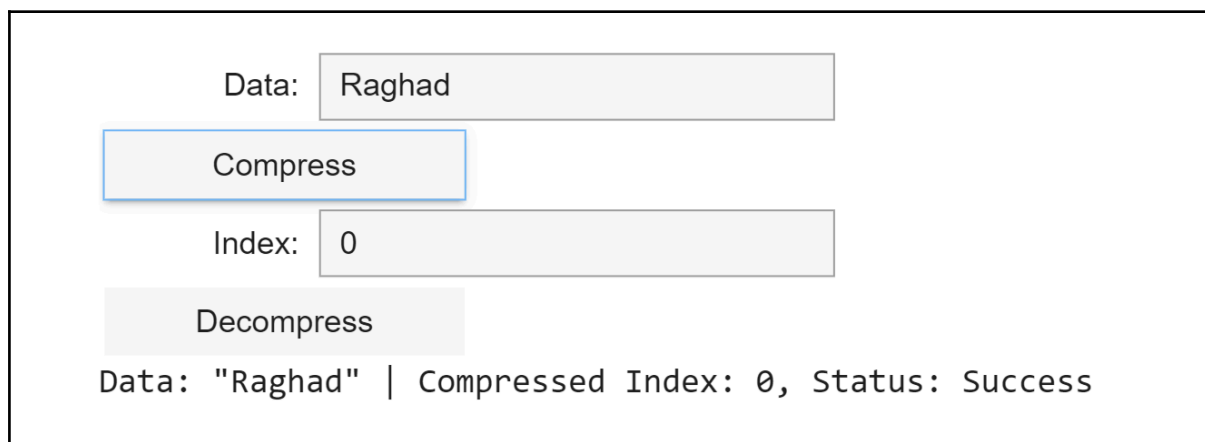 Data: Raghad
Compress
Index: 0
Decompress
Data: "Raghad" | Compressed Index: 0, Status: Success